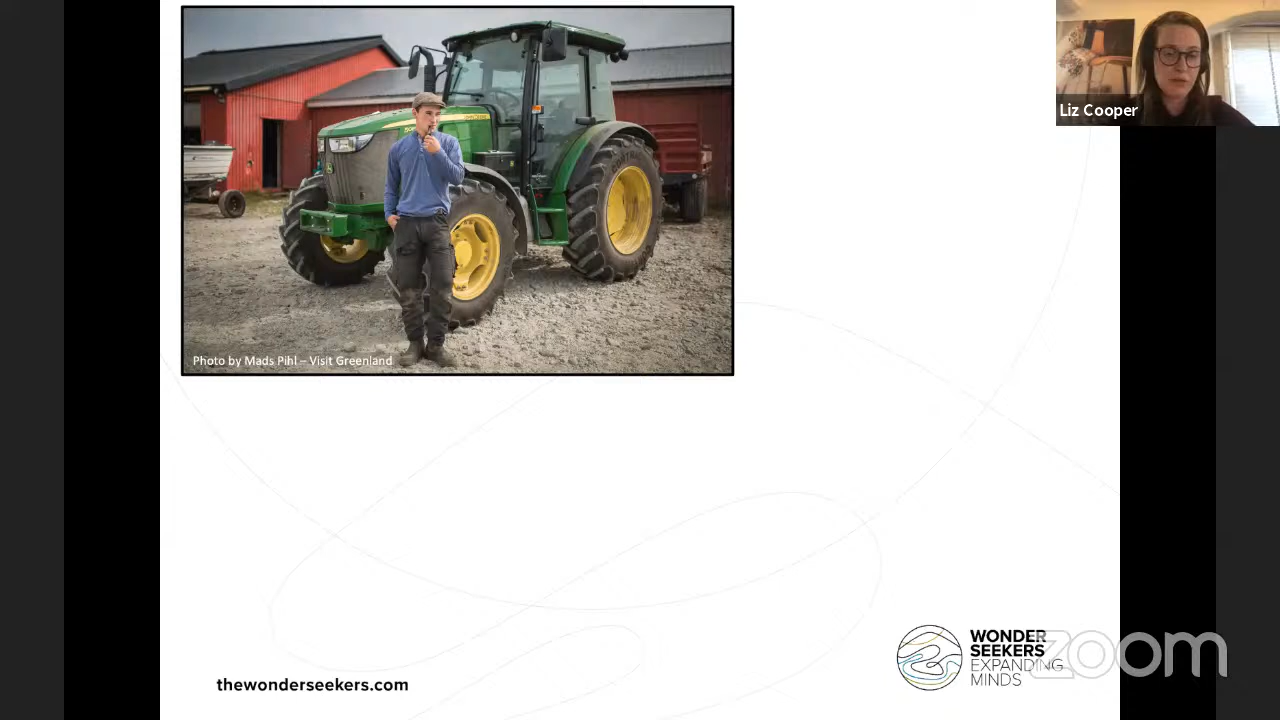 Liz Cooper
Photo by Mads Pihl – Visit Greenland
thewonderseekers.com
WONDER
SEEKERS
EXPANDING
MINDS
zoom